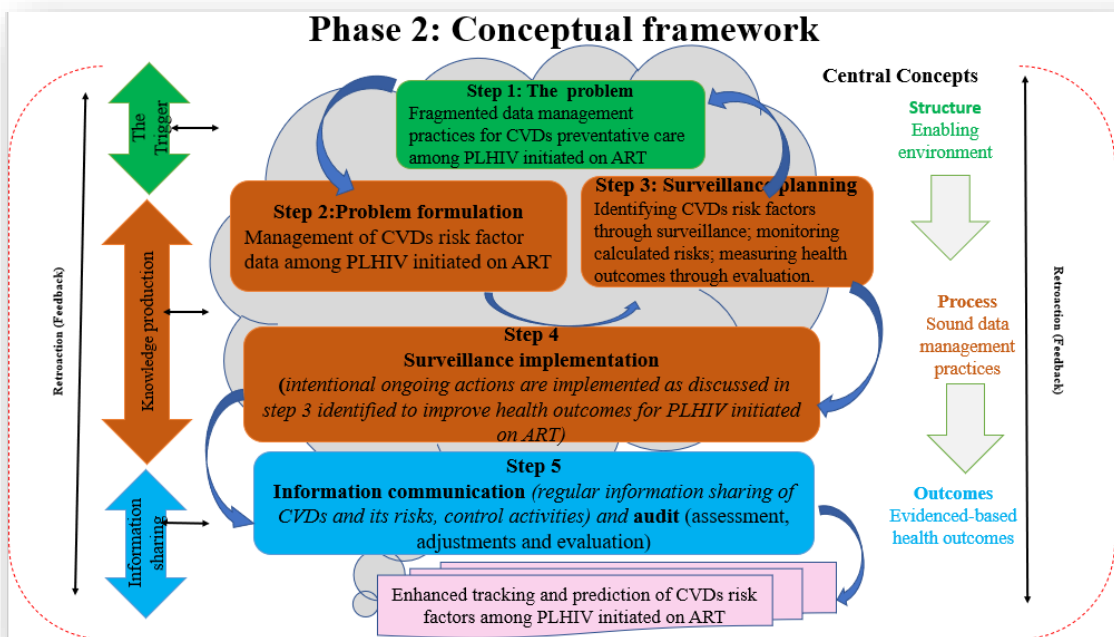 Phase 2: Conceptual framework
Central Concepts
The
Trigger
Step 1: The problem
Fragmented data management
practices for CVDs preventative care
among PLHIV initiated on ART
Structure
Enabling
environment
Retroaction (Feedback)
Knowledge production
Step 2:Problem formulation
Management of CVDs risk factor
data among PLHIV initiated on ART
Step 3: Surveillance planning
Identifying CVDs risk factors
through surveillance; monitoring
calculated risks; measuring health
outcomes through evaluation.
Process
Sound data
management
practices
Retroaction (Feedback)
Step 4
Surveillance implementation
(intentional ongoing actions are implemented as discussed in
step 3 identified to improve health outcomes for PLHIV initiated
on ART)
Information
sharing
Step 5
Information communication (regular information sharing of
CVDs and its risks, control activities) and audit (assessment,
adjustments and evaluation)
Outcomes
Evidenced-based
health outcomes
Enhanced tracking and prediction of CVDs risk
factors among PLHIV initiated on ART